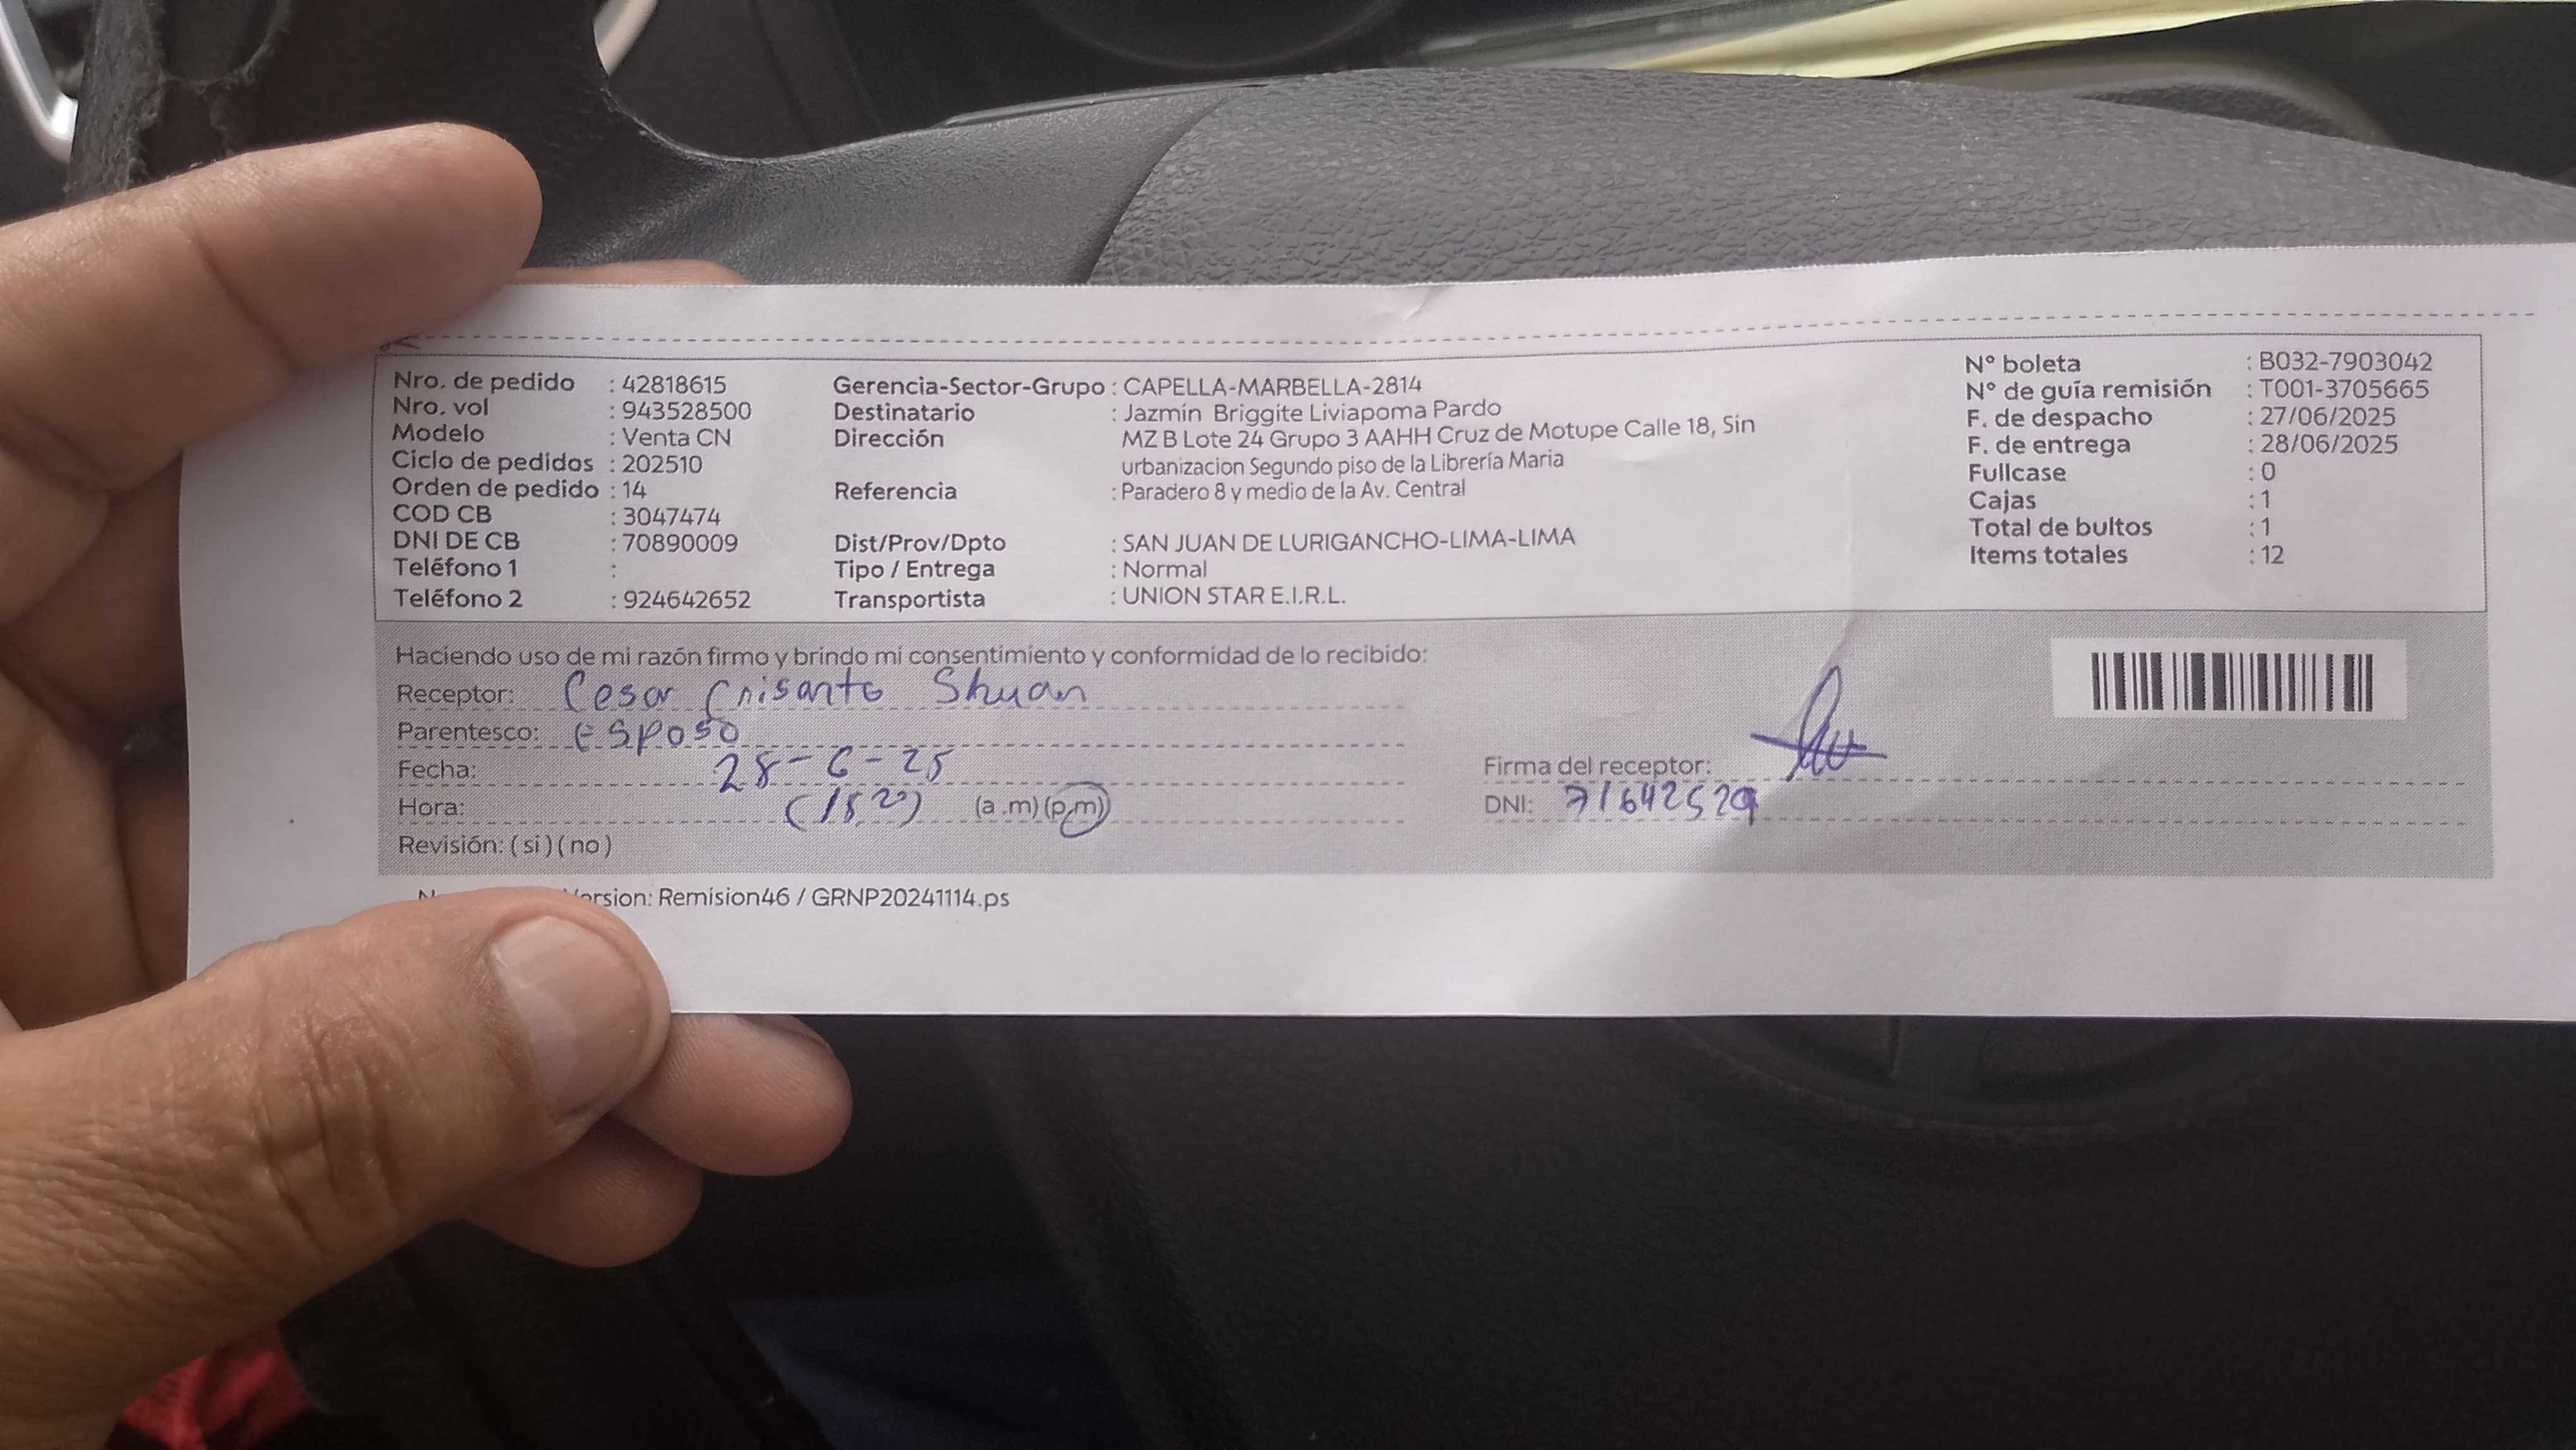 Nro. de pedido : 42818615
Nro. vol : 943528500
Modelo : Venta CN
Ciclo de pedidos : 202510
Orden de pedido : 14
COD CB : 3047474
DNI DE CB : 70890009
Teléfono 1 :
Teléfono 2 : 924642652
Gerencia-Sector-Grupo : CAPELLA-MARBELLA-2814
Destinatario : Jazmín Briggite Liviapoma Pardo
Dirección MZ B Lote 24 Grupo 3 AAHH Cruz de Motupe Calle 18, Sin
urbanizacion Segundo piso de la Librería Maria
Referencia : Paradero 8 y medio de la Av. Central
Dist/Prov/Dpto : SAN JUAN DE LURIGANCHO-LIMA-LIMA
Tipo / Entrega : Normal
Transportista : UNION STAR E.I.R.L.
N° boleta : B032-7903042
N° de guía remisión : T001-3705665
F. de despacho : 27/06/2025
F. de entrega : 28/06/2025
Fullcase : 0
Cajas : 1
Total de bultos : 1
Items totales : 12
Haciendo uso de mi razón firmo y brindo mi consentimiento y conformidad de lo recibido:
Receptor: Cesar Crisanto
Parentesco: Esposo
Fecha: 28-6-25
Hora: (a .m) (p.m)
Revisión: ( si ) ( no )
Firma del receptor:
DNI: 71642529
Remision46 / GRNP20241114.ps